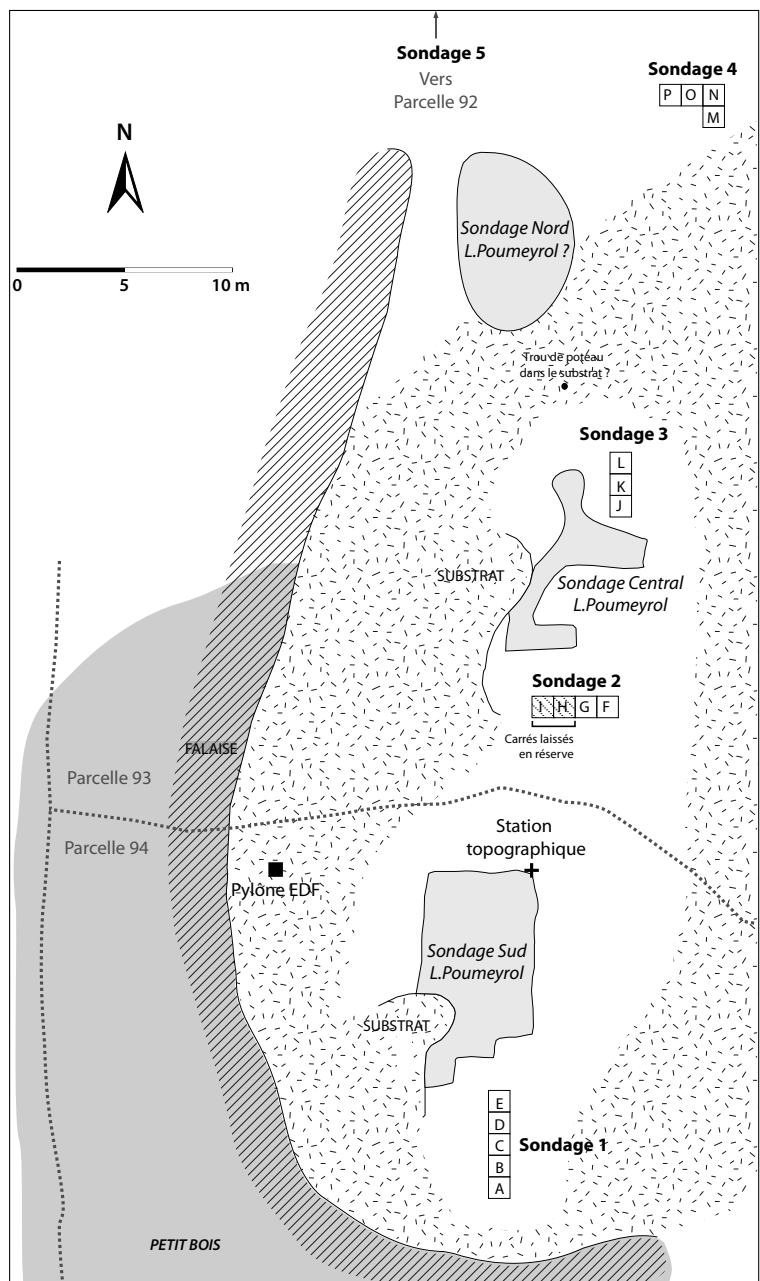 Sondage 5
Vers
Parcelle 92
Sondage 4
P O N
M
N
0 5 10 m
Sondage Nord
L.Poumeyrol ?
Trou de poteau
dans le substrat ?
Sondage 3
L
K
J
SUBSTRAT
Sondage Central
L.Poumeyrol
Sondage 2
I H G F
Carrés laissés
en réserve
FALAISE
Parcelle 93
Parcelle 94
Station
topographique
Pylône EDF
Sondage Sud
L.Poumeyrol
SUBSTRAT
E
D
C
B
A
Sondage 1
PETIT BOIS